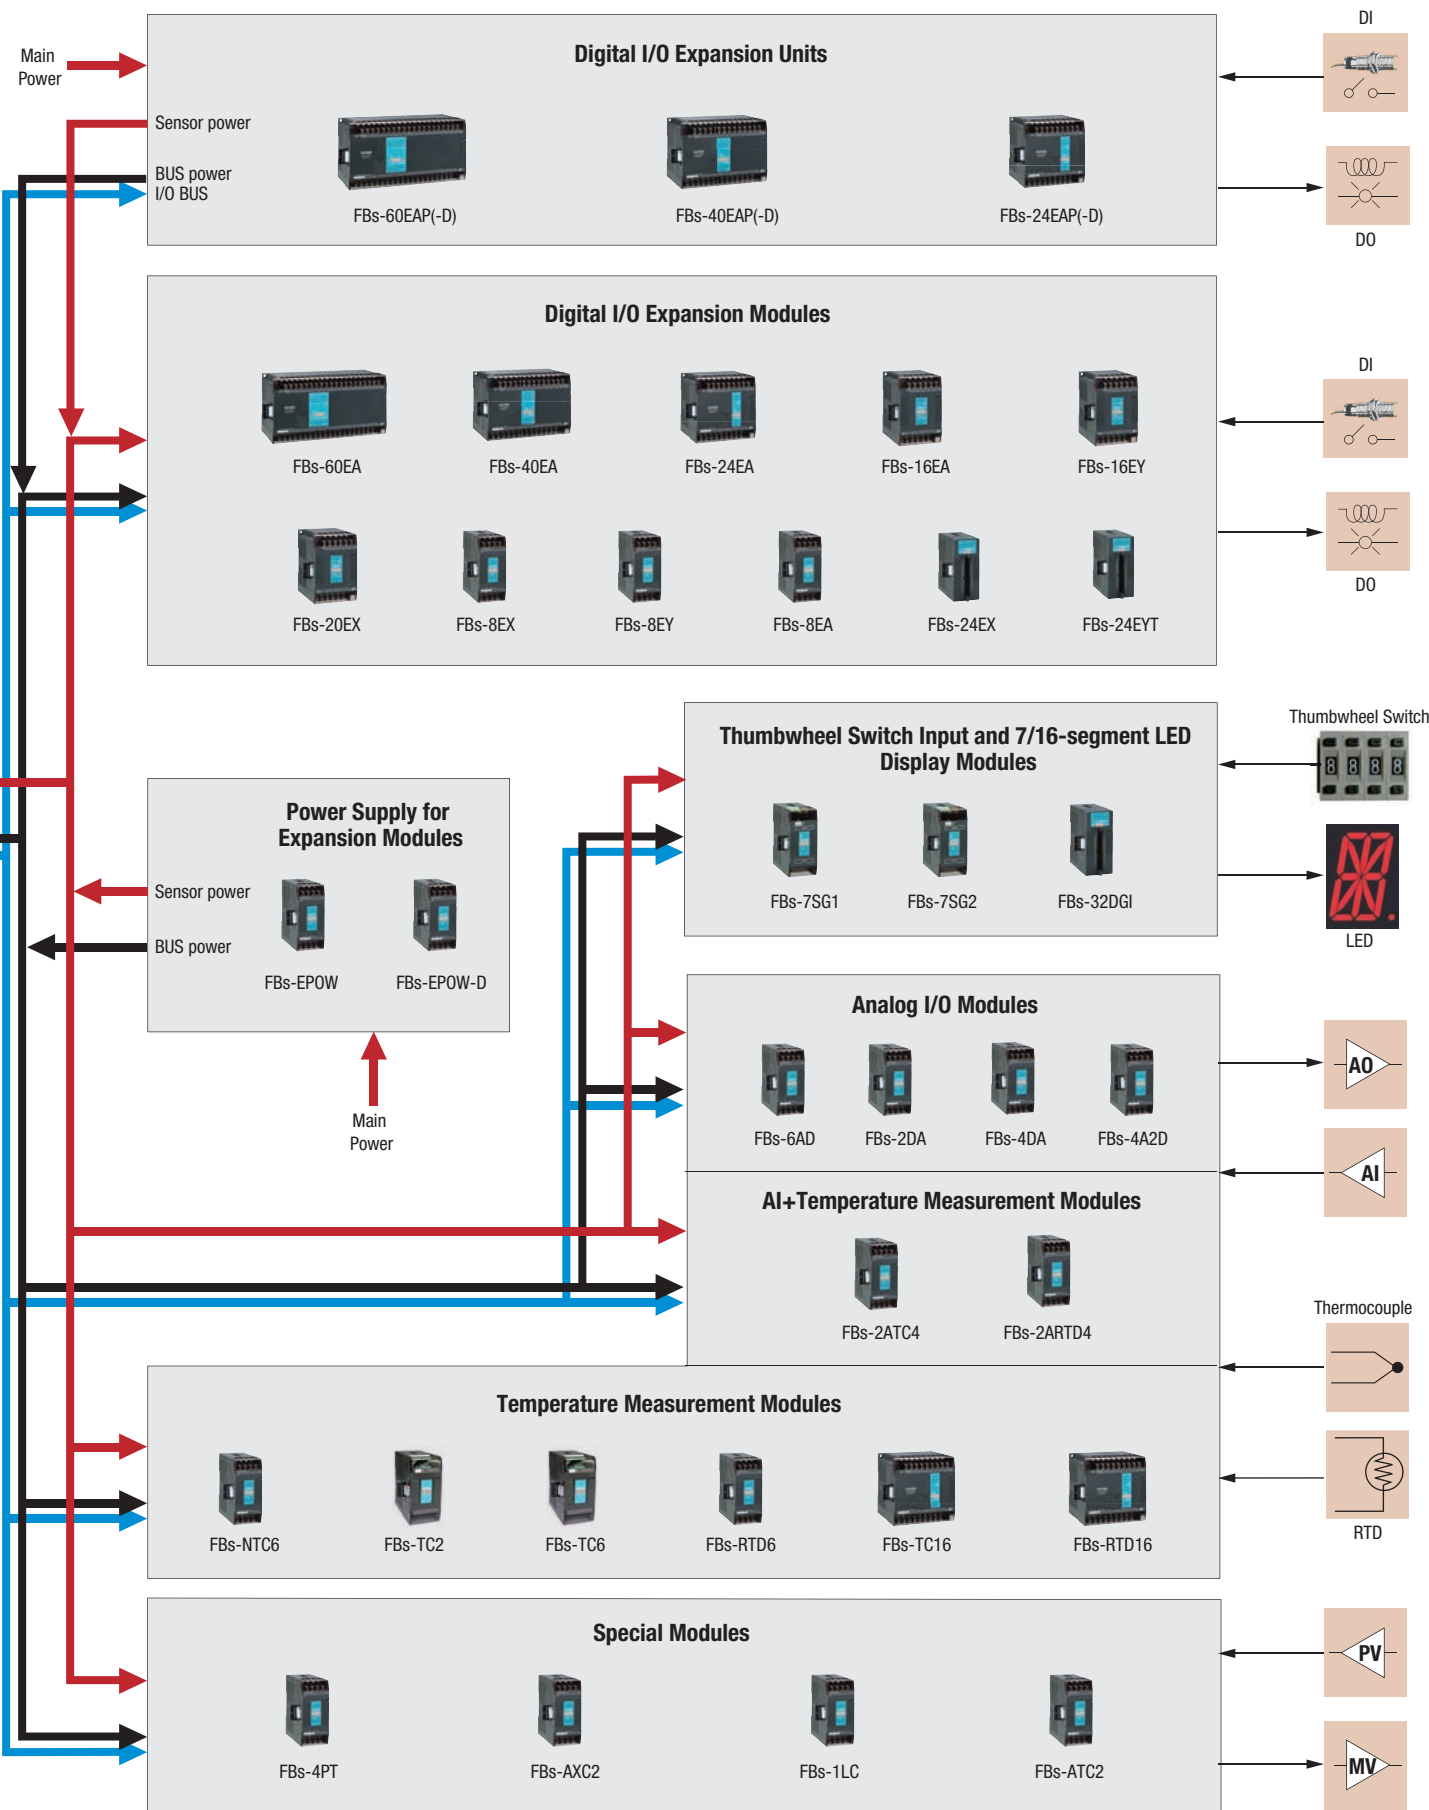 Digital I/O Expansion Units
Main
Power
Sensor power
BUS power
I/O BUS
FBs-60EAP(-D)
FBs-40EAP(-D)
FBs-24EAP(-D)
DI
DO
Digital I/O Expansion Modules
FBs-60EA
FBs-40EA
FBs-24EA
FBs-16EA
FBs-16EY
FBs-20EX
FBs-8EX
FBs-8EY
FBs-8EA
FBs-24EX
FBs-24EYT
DI
DO
Thumbwheel Switch Input and 7/16-segment LED
Display Modules
FBs-7SG1
FBs-7SG2
FBs-32DGI
Thumbwheel Switch
8 8 8 8
LED
Power Supply for
Expansion Modules
Sensor power
BUS power
FBs-EPOW
FBs-EPOW-D
Main
Power
Analog I/O Modules
FBs-6AD
FBs-2DA
FBs-4DA
FBs-4A2D
AO
AI
AI+Temperature Measurement Modules
FBs-2ATC4
FBs-2ARTD4
Thermocouple
Temperature Measurement Modules
FBs-NTC6
FBs-TC2
FBs-TC6
FBs-RTD6
FBs-TC16
FBs-RTD16
RTD
Special Modules
FBs-4PT
FBs-AXC2
FBs-1LC
FBs-ATC2
PV
MV